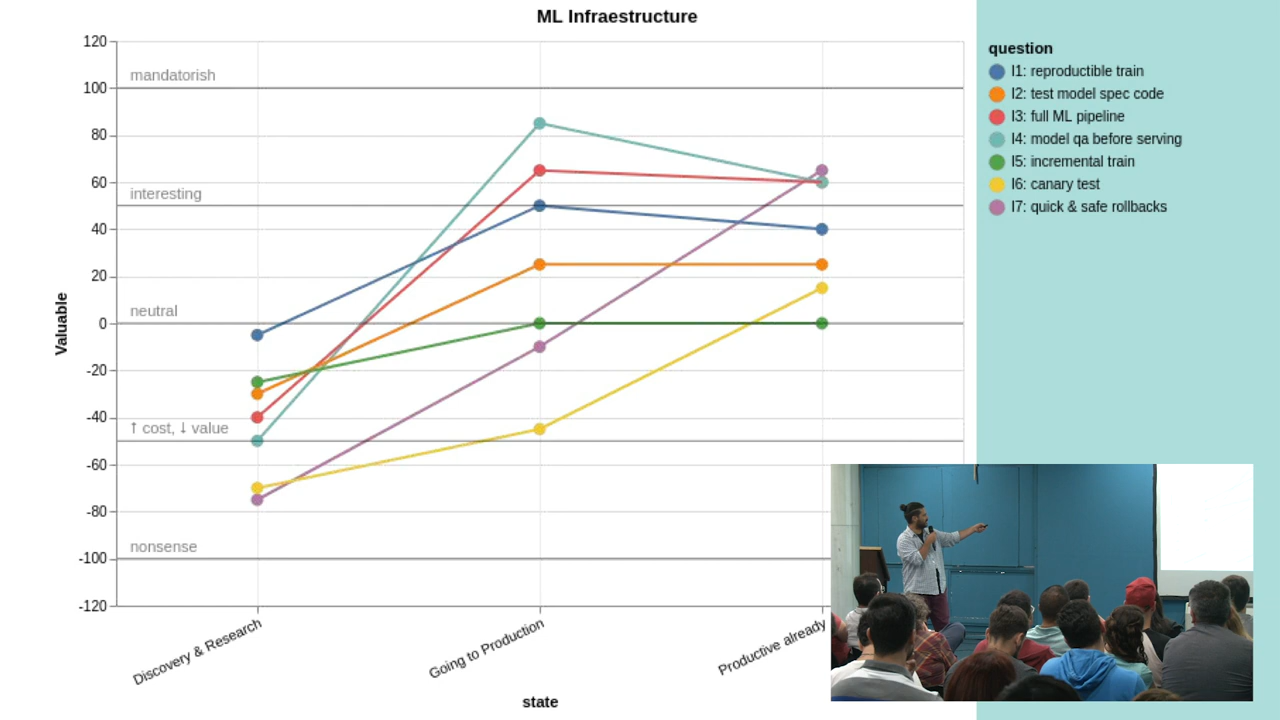 ML Infraestructure
120
100
80
60
40
20
0
-20
-40
-60
-80
-100
-120
mandatorish
interesting
neutral
↑ cost, ↓ value
nonsense
Valuable
Discovery & Research
Going to Production
Productive already
state
question
I1: reproductible train
I2: test model spec code
I3: full ML pipeline
I4: model qa before serving
I5: incremental train
I6: canary test
I7: quick & safe rollbacks